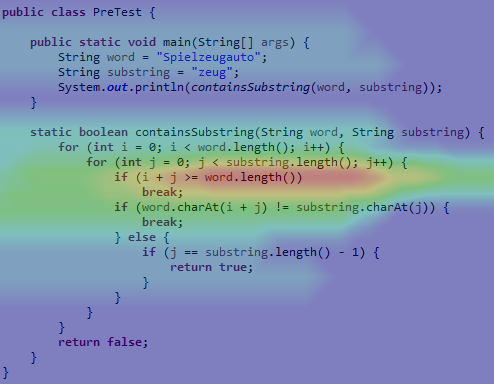 public class PreTest {
public static void main(String[] args) {
String word = "Spielzeugauto";
String substring = "zeug";
System.out.println(containsSubstring(word, substring));
}
static boolean containsSubstring(String word, String substring) {
for (int i = 0; i < word.length(); i++) {
for (int j = 0; j < substring.length(); j++) {
if (i + j >= word.length())
break;
if (word.charAt(i + j) != substring.charAt(j)) {
break;
} else {
if (j == substring.length() - 1) {
return true;
}
}
}
}
return false;
}
}